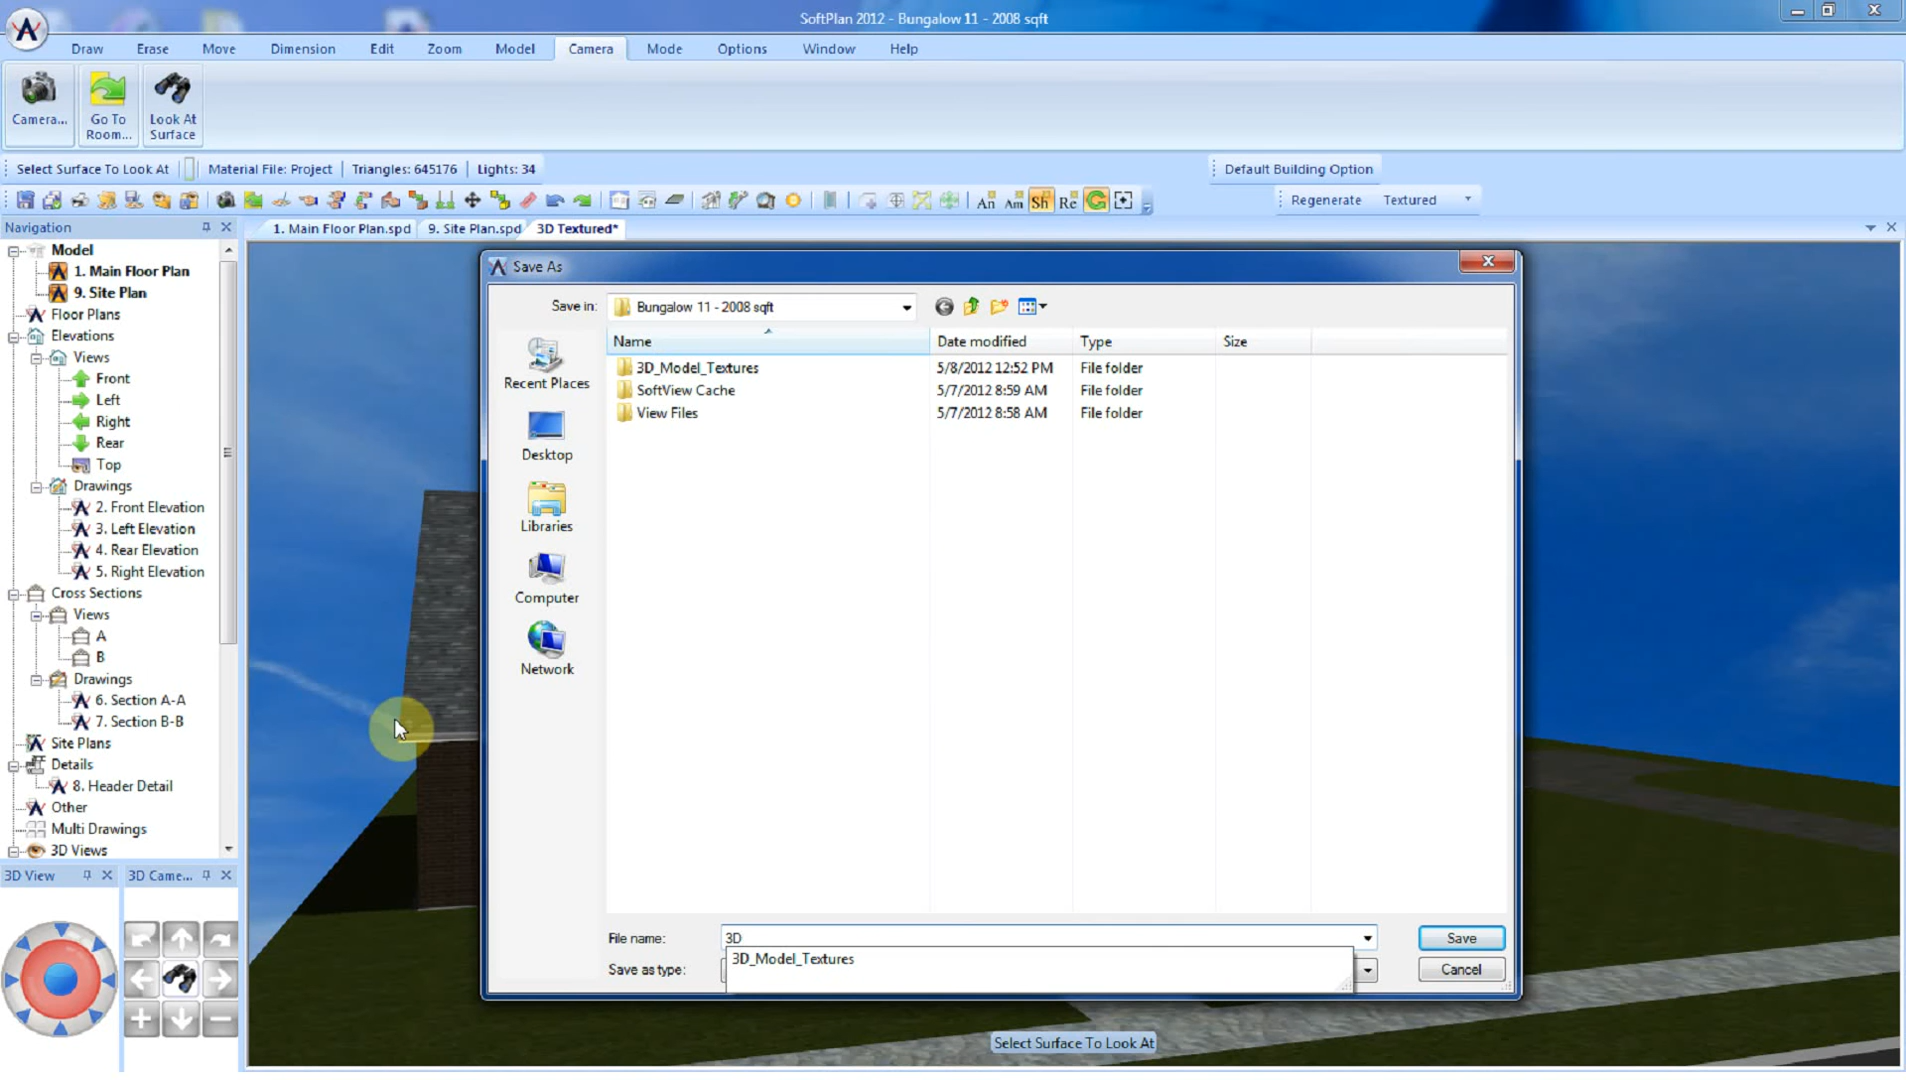 SoftPlan 2012 - Bungalow 11 - 2008 sqft
Draw Erase Move Dimension Edit Zoom Model Camera Mode Options Window Help
Camera... Go To Room... Look At Surface
Select Surface To Look At Material File: Project Triangles: 645176 Lights: 34 Default Building Option
An Am Sh Re Regenerate Textured
Navigation
1. Main Floor Plan.spd 9. Site Plan.spd 3D Textured*
Model
1. Main Floor Plan
9. Site Plan
Floor Plans
Elevations
Views
Front
Left
Right
Rear
Top
Drawings
2. Front Elevation
3. Left Elevation
4. Rear Elevation
5. Right Elevation
Cross Sections
Views
A
B
Drawings
6. Section A-A
7. Section B-B
Site Plans
Details
8. Header Detail
Other
Multi Drawings
3D Views
3D View 3D Came...
Save As
Save in: Bungalow 11 - 2008 sqft
Name Date modified Type Size
3D_Model_Textures 5/8/2012 12:52 PM File folder
SoftView Cache 5/7/2012 8:59 AM File folder
View Files 5/7/2012 8:58 AM File folder
Recent Places
Desktop
Libraries
Computer
Network
File name: 3D Save
3D_Model_Textures
Save as type: Cancel
Select Surface To Look At